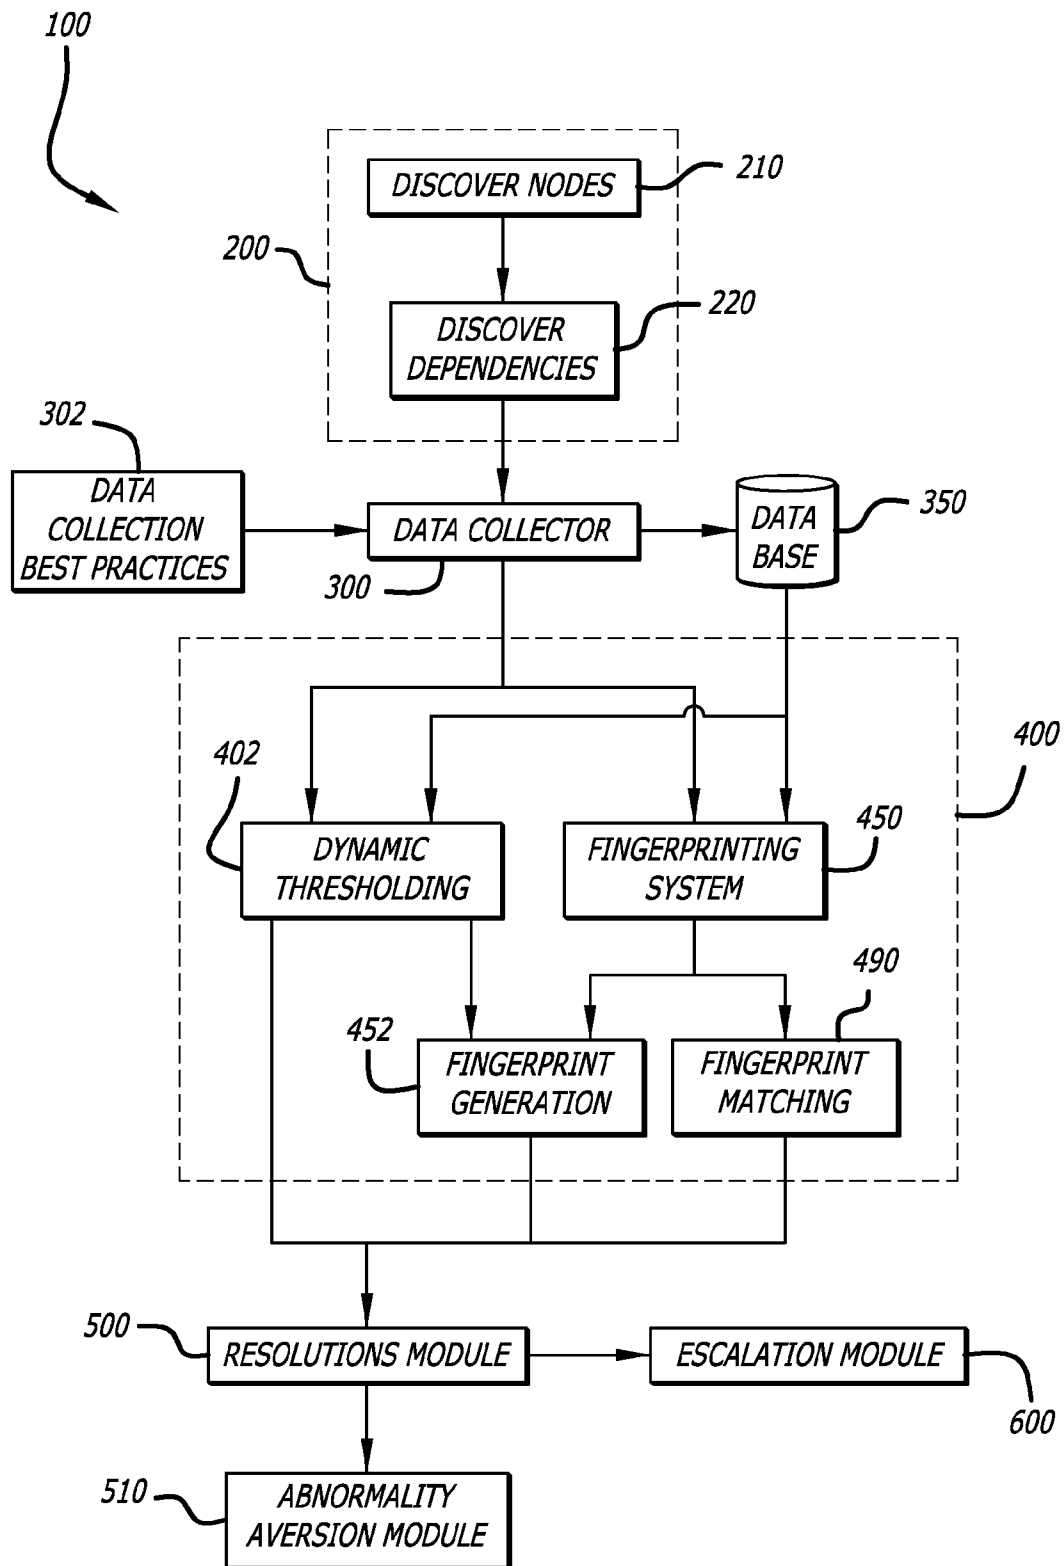 100
DISCOVER NODES
210
200
DISCOVER
DEPENDENCIES
220
302
DATA
COLLECTION
BEST PRACTICES
DATA COLLECTOR
300
DATA
BASE
350
400
402
DYNAMIC
THRESHOLDING
FINGERPRINTING
SYSTEM
450
490
452
FINGERPRINT
GENERATION
FINGERPRINT
MATCHING
500
RESOLUTIONS MODULE
ESCALATION MODULE
600
510
ABNORMALITY
AVERSION MODULE